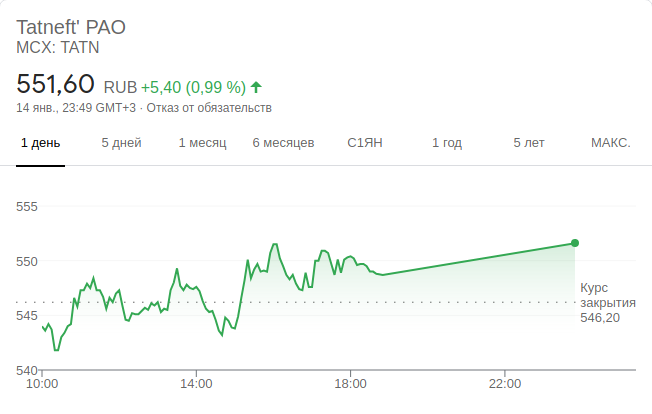 Tatneft' PAO
MCX: TATN
551,60 RUB +5,40 (0,99 %)
14 янв., 23:49 GMT+3 · Отказ от обязательств
1 день 5 дней 1 месяц 6 месяцев С1ЯН 1 год 5 лет МАКС.
555
550
Курс
закрытия
546,20
545
540
10:00 14:00 18:00 22:00